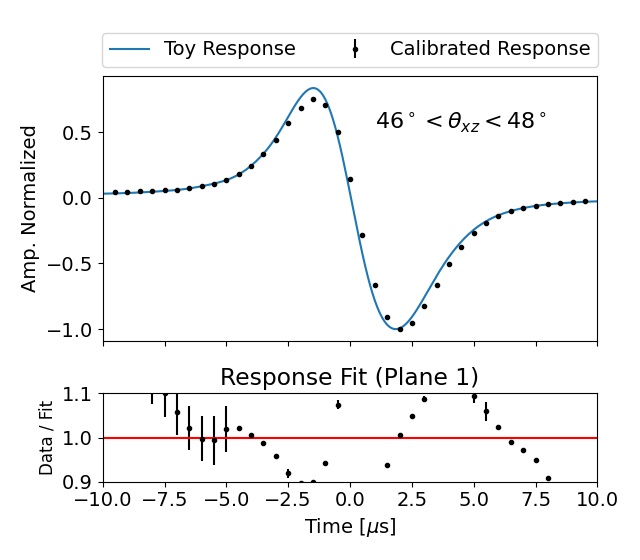 Toy Response Calibrated Response
46° < θxz < 48°
Amp. Normalized
0.5
0.0
−0.5
−1.0
Response Fit (Plane 1)
Data / Fit
1.1
1.0
0.9
−10.0 −7.5 −5.0 −2.5 0.0 2.5 5.0 7.5 10.0
Time [μs]